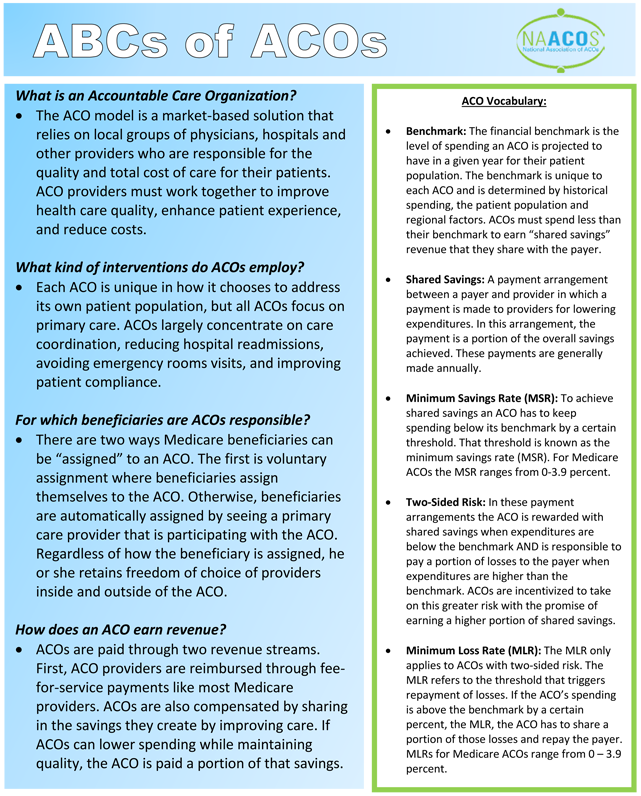 ABCs of ACOs
NAACOS
National Association of ACOs
What is an Accountable Care Organization?
• The ACO model is a market-based solution that
relies on local groups of physicians, hospitals and
other providers who are responsible for the
quality and total cost of care for their patients.
ACO providers must work together to improve
health care quality, enhance patient experience,
and reduce costs.
What kind of interventions do ACOs employ?
• Each ACO is unique in how it chooses to address
its own patient population, but all ACOs focus on
primary care. ACOs largely concentrate on care
coordination, reducing hospital readmissions,
avoiding emergency rooms visits, and improving
patient compliance.
For which beneficiaries are ACOs responsible?
• There are two ways Medicare beneficiaries can
be “assigned” to an ACO. The first is voluntary
assignment where beneficiaries assign
themselves to the ACO. Otherwise, beneficiaries
are automatically assigned by seeing a primary
care provider that is participating with the ACO.
Regardless of how the beneficiary is assigned, he
or she retains freedom of choice of providers
inside and outside of the ACO.
How does an ACO earn revenue?
• ACOs are paid through two revenue streams.
First, ACO providers are reimbursed through fee-
for-service payments like most Medicare
providers. ACOs are also compensated by sharing
in the savings they create by improving care. If
ACOs can lower spending while maintaining
quality, the ACO is paid a portion of that savings.
ACO Vocabulary:
• Benchmark: The financial benchmark is the
level of spending an ACO is projected to
have in a given year for their patient
population. The benchmark is unique to
each ACO and is determined by historical
spending, the patient population and
regional factors. ACOs must spend less than
their benchmark to earn “shared savings”
revenue that they share with the payer.
• Shared Savings: A payment arrangement
between a payer and provider in which a
payment is made to providers for lowering
expenditures. In this arrangement, the
payment is a portion of the overall savings
achieved. These payments are generally
made annually.
• Minimum Savings Rate (MSR): To achieve
shared savings an ACO has to keep
spending below its benchmark by a certain
threshold. That threshold is known as the
minimum savings rate (MSR). For Medicare
ACOs the MSR ranges from 0-3.9 percent.
• Two-Sided Risk: In these payment
arrangements the ACO is rewarded with
shared savings when expenditures are
below the benchmark AND is responsible to
pay a portion of losses to the payer when
expenditures are higher than the
benchmark. ACOs are incentivized to take
on this greater risk with the promise of
earning a higher portion of shared savings.
• Minimum Loss Rate (MLR): The MLR only
applies to ACOs with two-sided risk. The
MLR refers to the threshold that triggers
repayment of losses. If the ACO’s spending
is above the benchmark by a certain
percent, the MLR, the ACO has to share a
portion of those losses and repay the payer.
MLRs for Medicare ACOs range from 0 – 3.9
percent.